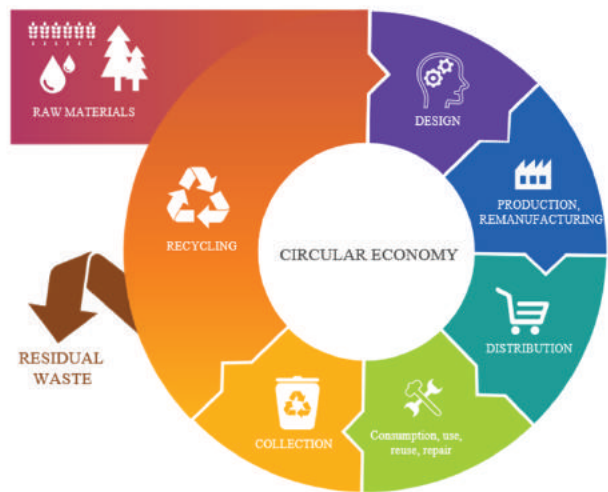 RAW MATERIALS
DESIGN
PRODUCTION,
REMANUFACTURING
RECYCLING
CIRCULAR ECONOMY
DISTRIBUTION
RESIDUAL
WASTE
COLLECTION
Consumption, use,
reuse, repair